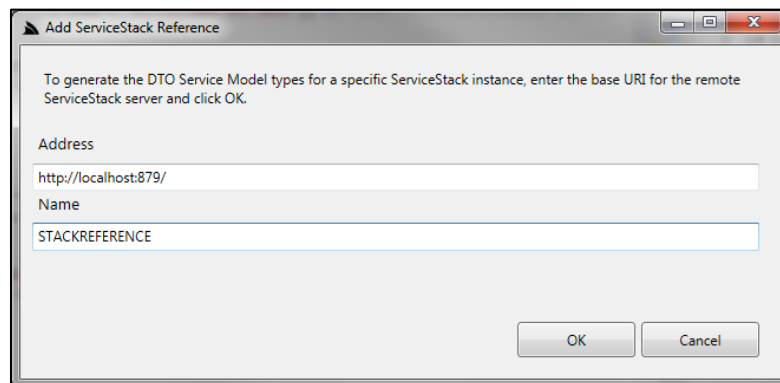 Add ServiceStack Reference
To generate the DTO Service Model types for a specific ServiceStack instance, enter the base URI for the remote
ServiceStack server and click OK.
Address
http://localhost:879/
Name
STACKREFERENCE
OK
Cancel